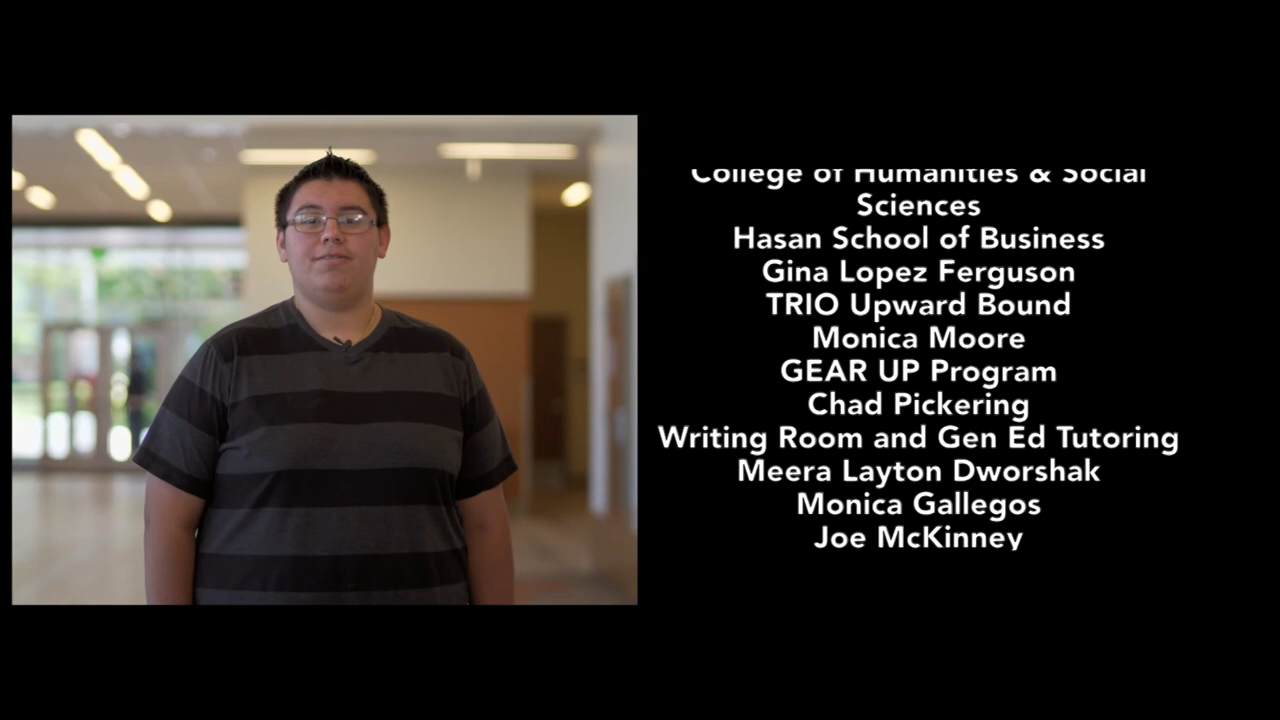 College of Humanities & Social
Sciences
Hasan School of Business
Gina Lopez Ferguson
TRIO Upward Bound
Monica Moore
GEAR UP Program
Chad Pickering
Writing Room and Gen Ed Tutoring
Meera Layton Dworshak
Monica Gallegos
Joe McKinney